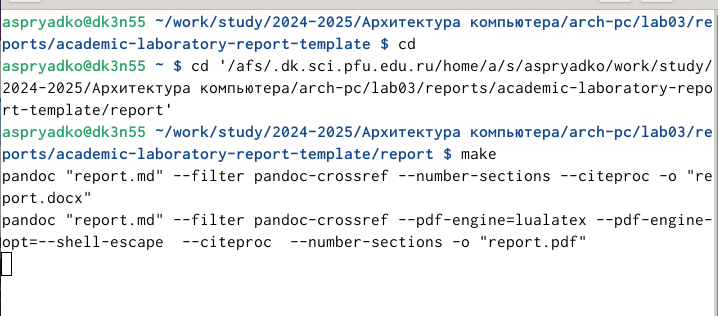 aspryadko@dk3n55 ~/work/study/2024-2025/Архитектура компьютера/arch-pc/lab03/re
ports/academic-laboratory-report-template $ cd
aspryadko@dk3n55 ~ $ cd '/afs/.dk.sci.pfu.edu.ru/home/a/s/aspryadko/work/study/
2024-2025/Архитектура компьютера/arch-pc/lab03/reports/academic-laboratory-repo
rt-template/report'
aspryadko@dk3n55 ~/work/study/2024-2025/Архитектура компьютера/arch-pc/lab03/re
ports/academic-laboratory-report-template/report $ make
pandoc "report.md" --filter pandoc-crossref --number-sections --citeproc -o "re
port.docx"
pandoc "report.md" --filter pandoc-crossref --pdf-engine=lualatex --pdf-engine-
opt=--shell-escape  --citeproc  --number-sections -o "report.pdf"